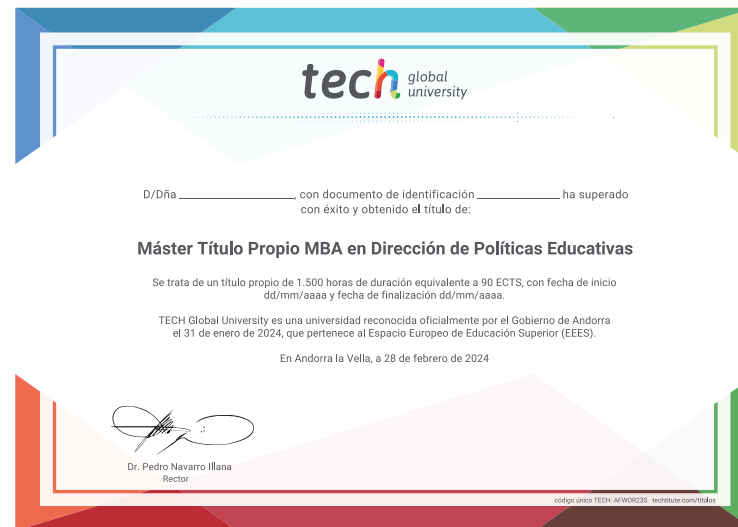 tech global university
D/Dña ____________________, con documento de identificación ______________ ha superado
con éxito y obtenido el título de:
Máster Título Propio MBA en Dirección de Políticas Educativas
Se trata de un título propio de 1.500 horas de duración equivalente a 90 ECTS, con fecha de inicio
dd/mm/aaaa y fecha de finalización dd/mm/aaaa.
TECH Global University es una universidad reconocida oficialmente por el Gobierno de Andorra
el 31 de enero de 2024, que pertenece al Espacio Europeo de Educación Superior (EEES).
En Andorra la Vella, a 28 de febrero de 2024
Dr. Pedro Navarro Illana
Rector
código único TECH: AFWOR23S techtitute.com/titulos